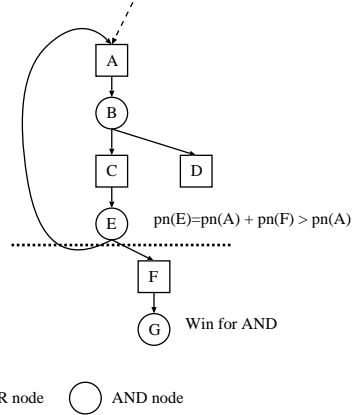 A
B
C D
E pn(E)=pn(A) + pn(F) > pn(A)
F
G Win for AND
R node AND node